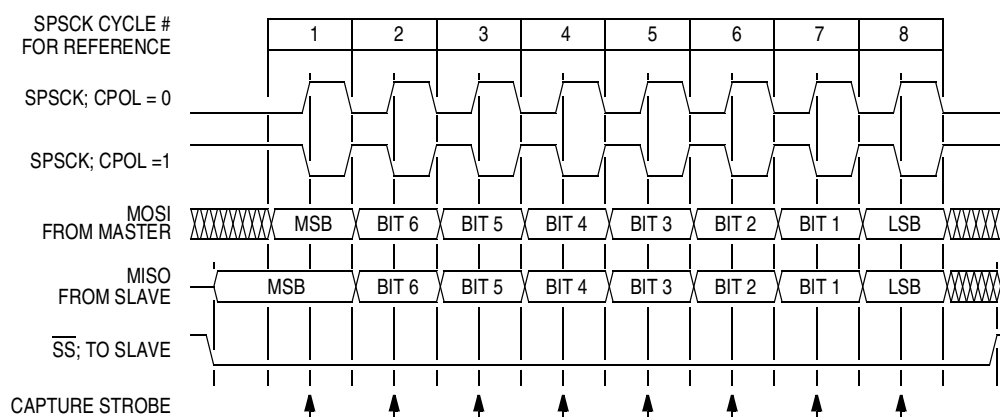 SPSCK CYCLE #
FOR REFERENCE
1 2 3 4 5 6 7 8
SPSCK; CPOL = 0
SPSCK; CPOL =1
MOSI
FROM MASTER
MSB BIT 6 BIT 5 BIT 4 BIT 3 BIT 2 BIT 1 LSB
MISO
FROM SLAVE
MSB BIT 6 BIT 5 BIT 4 BIT 3 BIT 2 BIT 1 LSB
SS; TO SLAVE
CAPTURE STROBE